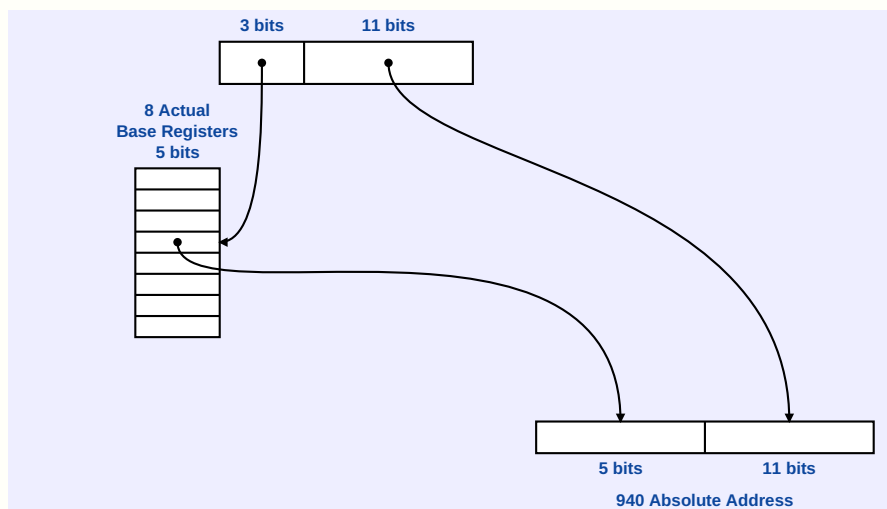 3 bits
11 bits
8 Actual
Base Registers
5 bits
5 bits
11 bits
940 Absolute Address